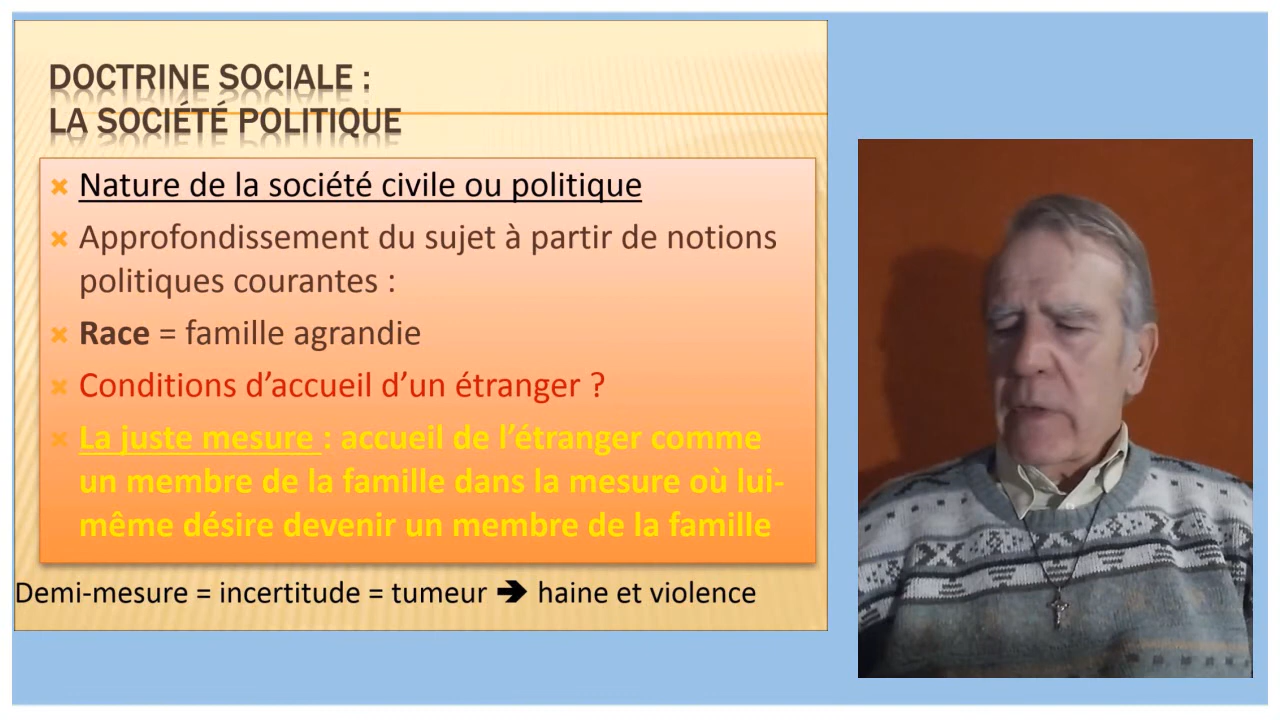 DOCTRINE SOCIALE :
LA SOCIÉTÉ POLITIQUE
Nature de la société civile ou politique
Approfondissement du sujet à partir de notions
politiques courantes :
Race = famille agrandie
Conditions d’accueil d’un étranger ?
La juste mesure : accueil de l’étranger comme
un membre de la famille dans la mesure où lui-
même désire devenir un membre de la famille
Demi-mesure = incertitude = tumeur 🡺 haine et violence